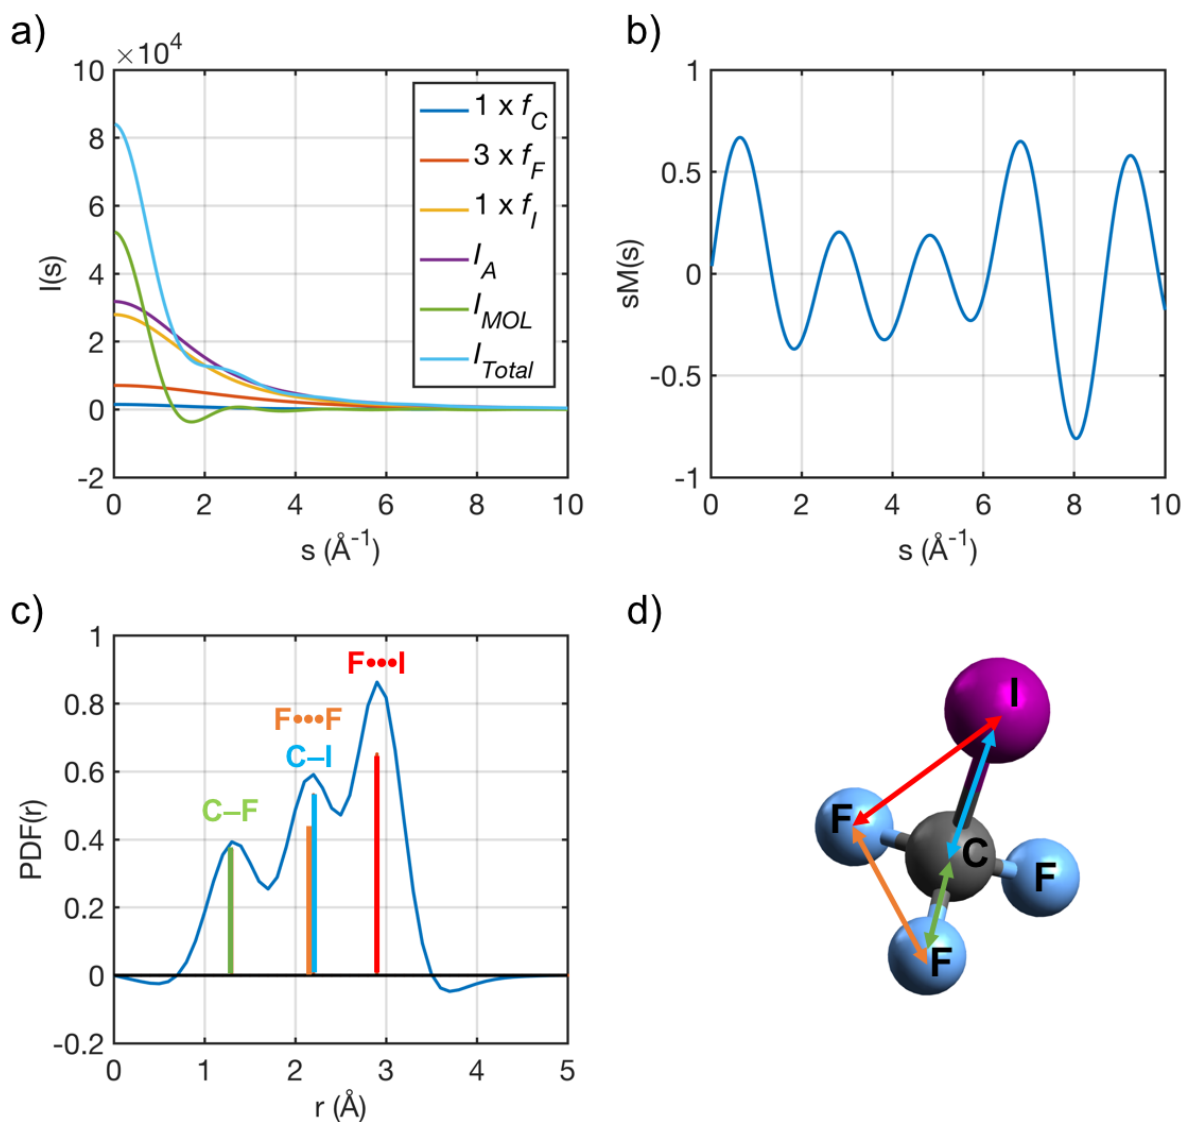 a)
×10⁴
10
8
6
4
2
0
-2
0 2 4 6 8 10
I(s)
s (Å⁻¹)
1 x f_C
3 x f_F
1 x f_I
I_A
I_MOL
I_Total
b)
1
0.5
0
-0.5
-1
0 2 4 6 8 10
sM(s)
s (Å⁻¹)
c)
1
0.8
0.6
0.4
0.2
0
-0.2
0 1 2 3 4 5
PDF(r)
r (Å)
F•••I
F•••F
C–I
C–F
d)
I
F
C
F
F